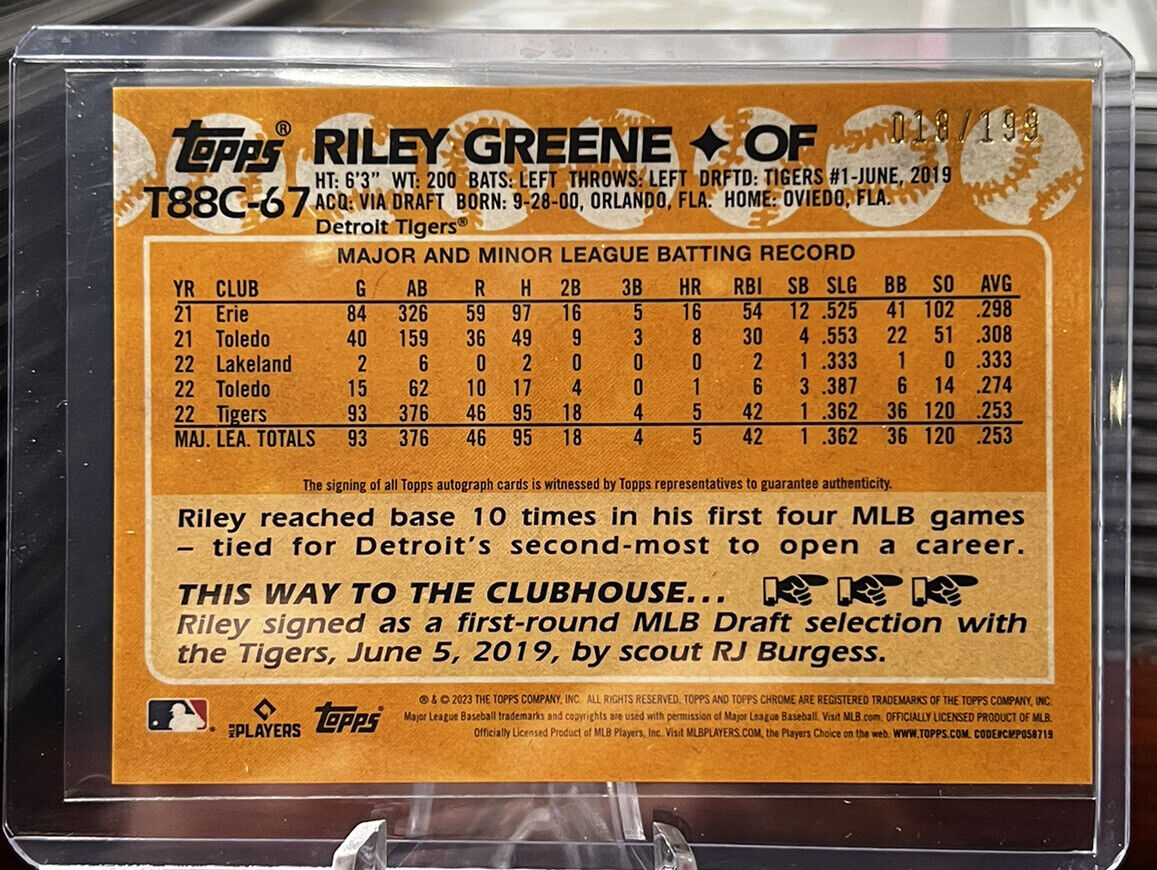 Topps® RILEY GREENE ✦ OF 018/199
T88C-67 HT: 6'3" WT: 200 BATS: LEFT THROWS: LEFT DRFTD: TIGERS #1-JUNE, 2019
ACQ: VIA DRAFT BORN: 9-28-00, ORLANDO, FLA. HOME: OVIEDO, FLA.
Detroit Tigers®
MAJOR AND MINOR LEAGUE BATTING RECORD
YR CLUB G AB R H 2B 3B HR RBI SB SLG BB SO AVG
21 Erie 84 326 59 97 16 5 16 54 12 .525 41 102 .298
21 Toledo 40 159 36 49 9 3 8 30 4 .553 22 51 .308
22 Lakeland 2 6 0 2 0 0 0 2 1 .333 1 0 .333
22 Toledo 15 62 10 17 4 0 1 6 3 .387 6 14 .274
22 Tigers 93 376 46 95 18 4 5 42 1 .362 36 120 .253
MAJ. LEA. TOTALS 93 376 46 95 18 4 5 42 1 .362 36 120 .253
The signing of all Topps autograph cards is witnessed by Topps representatives to guarantee authenticity.
Riley reached base 10 times in his first four MLB games
– tied for Detroit's second-most to open a career.
THIS WAY TO THE CLUBHOUSE...
Riley signed as a first-round MLB Draft selection with
the Tigers, June 5, 2019, by scout RJ Burgess.
® & © 2023 THE TOPPS COMPANY, INC. ALL RIGHTS RESERVED. TOPPS AND TOPPS CHROME ARE REGISTERED TRADEMARKS OF THE TOPPS COMPANY, INC.
Major League Baseball trademarks and copyrights are used with permission of Major League Baseball. Visit MLB.com. OFFICIALLY LICENSED PRODUCT OF MLB
Officially Licensed Product of MLB Players, Inc. Visit MLBPLAYERS.COM, the Players Choice on the web. WWW.TOPPS.COM. CODE#CMP058719
MLB PLAYERS Topps